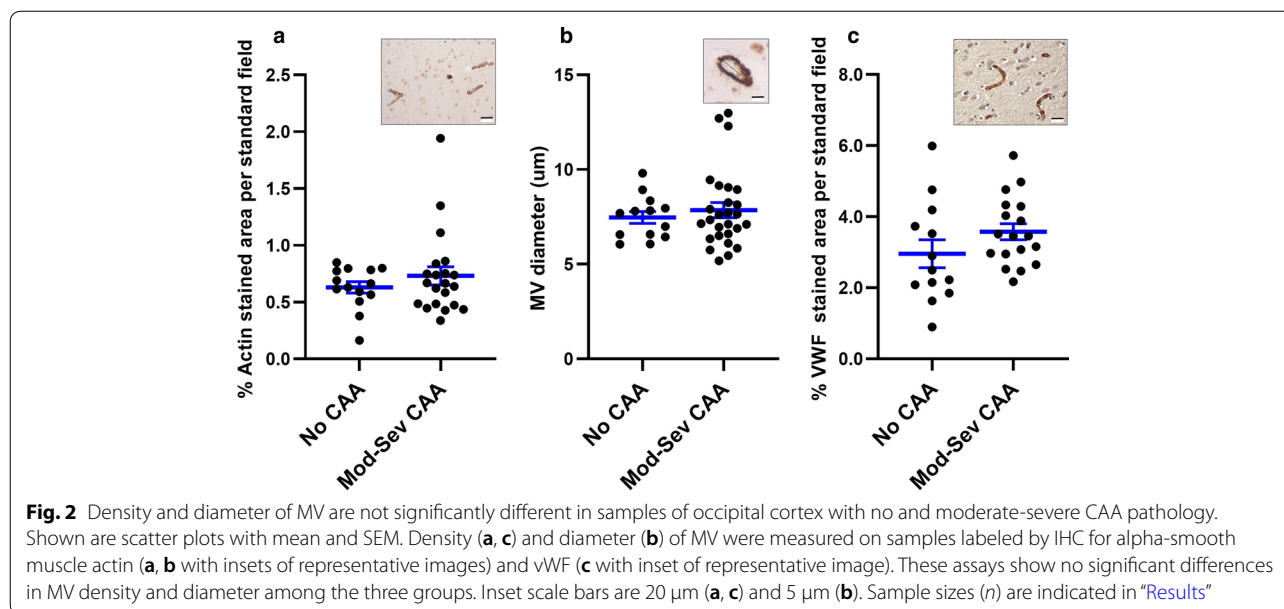 a
b
c
% Actin stained area per standard field
2.5
2.0
1.5
1.0
0.5
0.0
No CAA
Mod-Sev CAA
MV diameter (um)
15
10
5
0
No CAA
Mod-Sev CAA
% VWF stained area per standard field
8.0
6.0
4.0
2.0
0.0
No CAA
Mod-Sev CAA
Fig. 2 Density and diameter of MV are not significantly different in samples of occipital cortex with no and moderate-severe CAA pathology.
Shown are scatter plots with mean and SEM. Density (a, c) and diameter (b) of MV were measured on samples labeled by IHC for alpha-smooth
muscle actin (a, b with insets of representative images) and vWF (c with inset of representative image). These assays show no significant differences
in MV density and diameter among the three groups. Inset scale bars are 20 μm (a, c) and 5 μm (b). Sample sizes (n) are indicated in “Results”